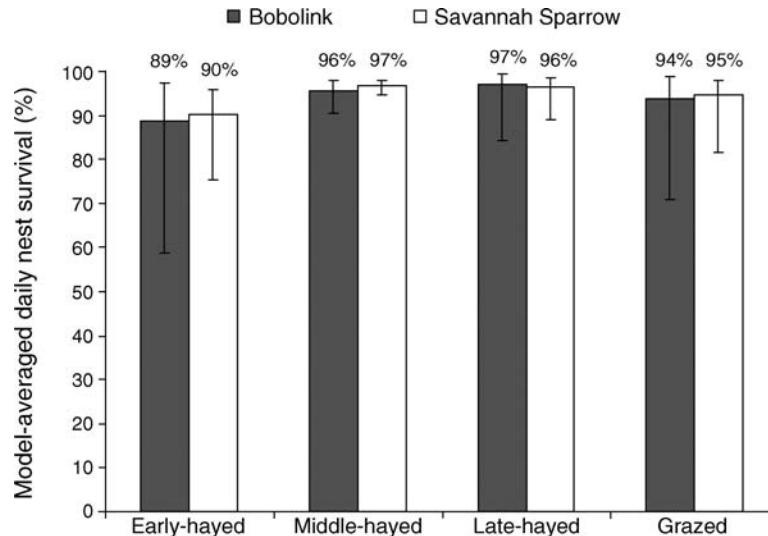 Bobolink Savannah Sparrow
Model-averaged daily nest survival (%)
89% 90% 96% 97% 97% 96% 94% 95%
100
90
80
70
60
50
40
30
20
10
0
Early-hayed Middle-hayed Late-hayed Grazed